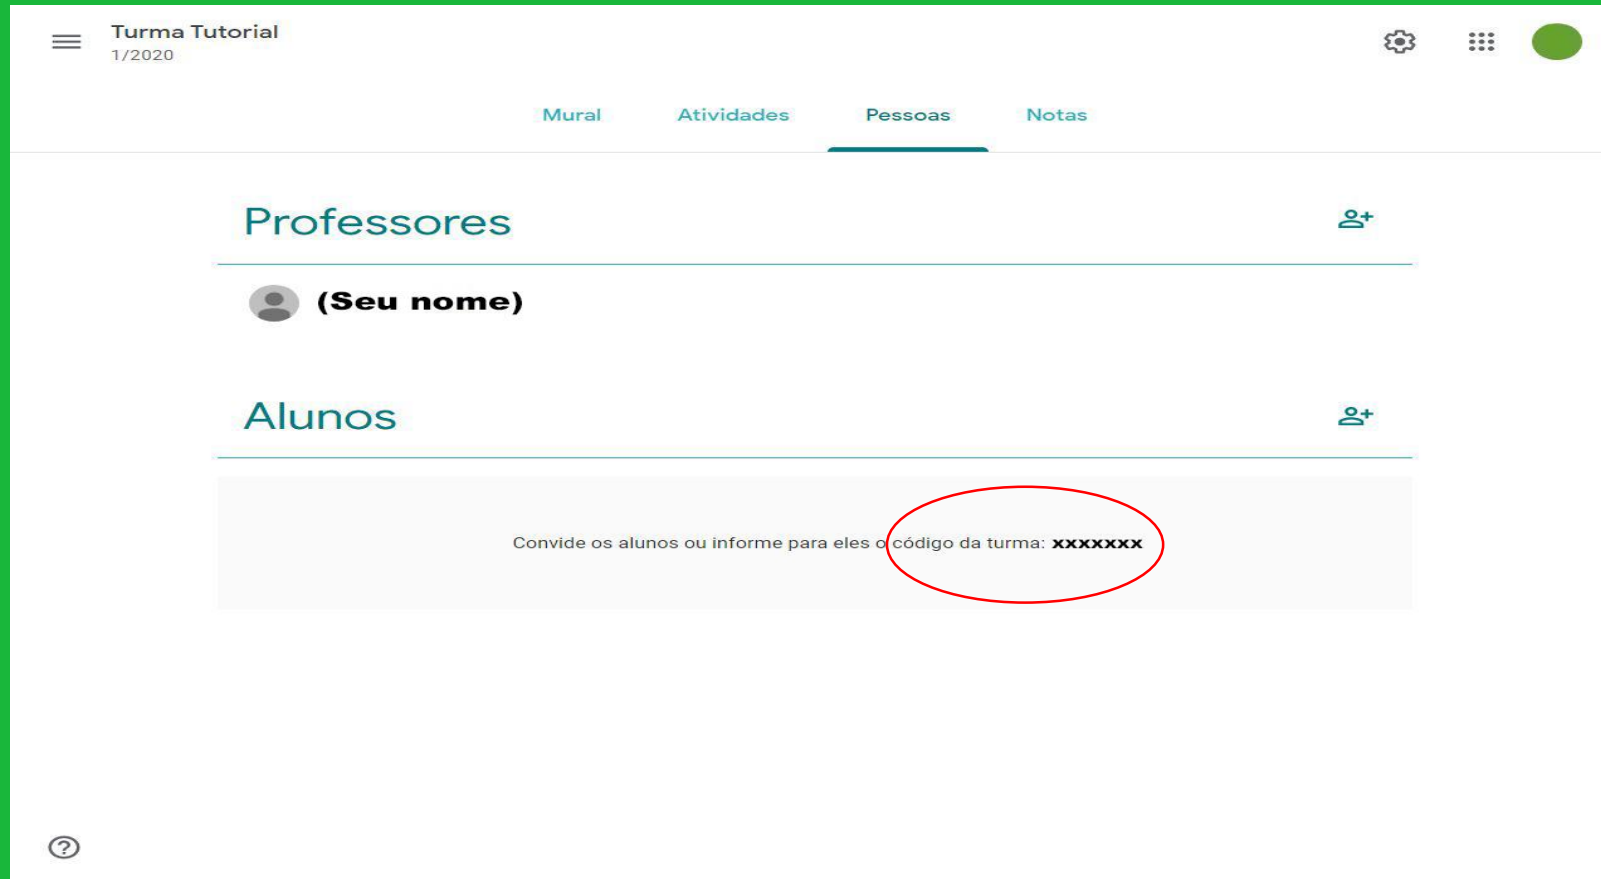 Turma Tutorial
1/2020
Mural Atividades Pessoas Notas
Professores
(Seu nome)
Alunos
Convide os alunos ou informe para eles o código da turma: xxxxxxx